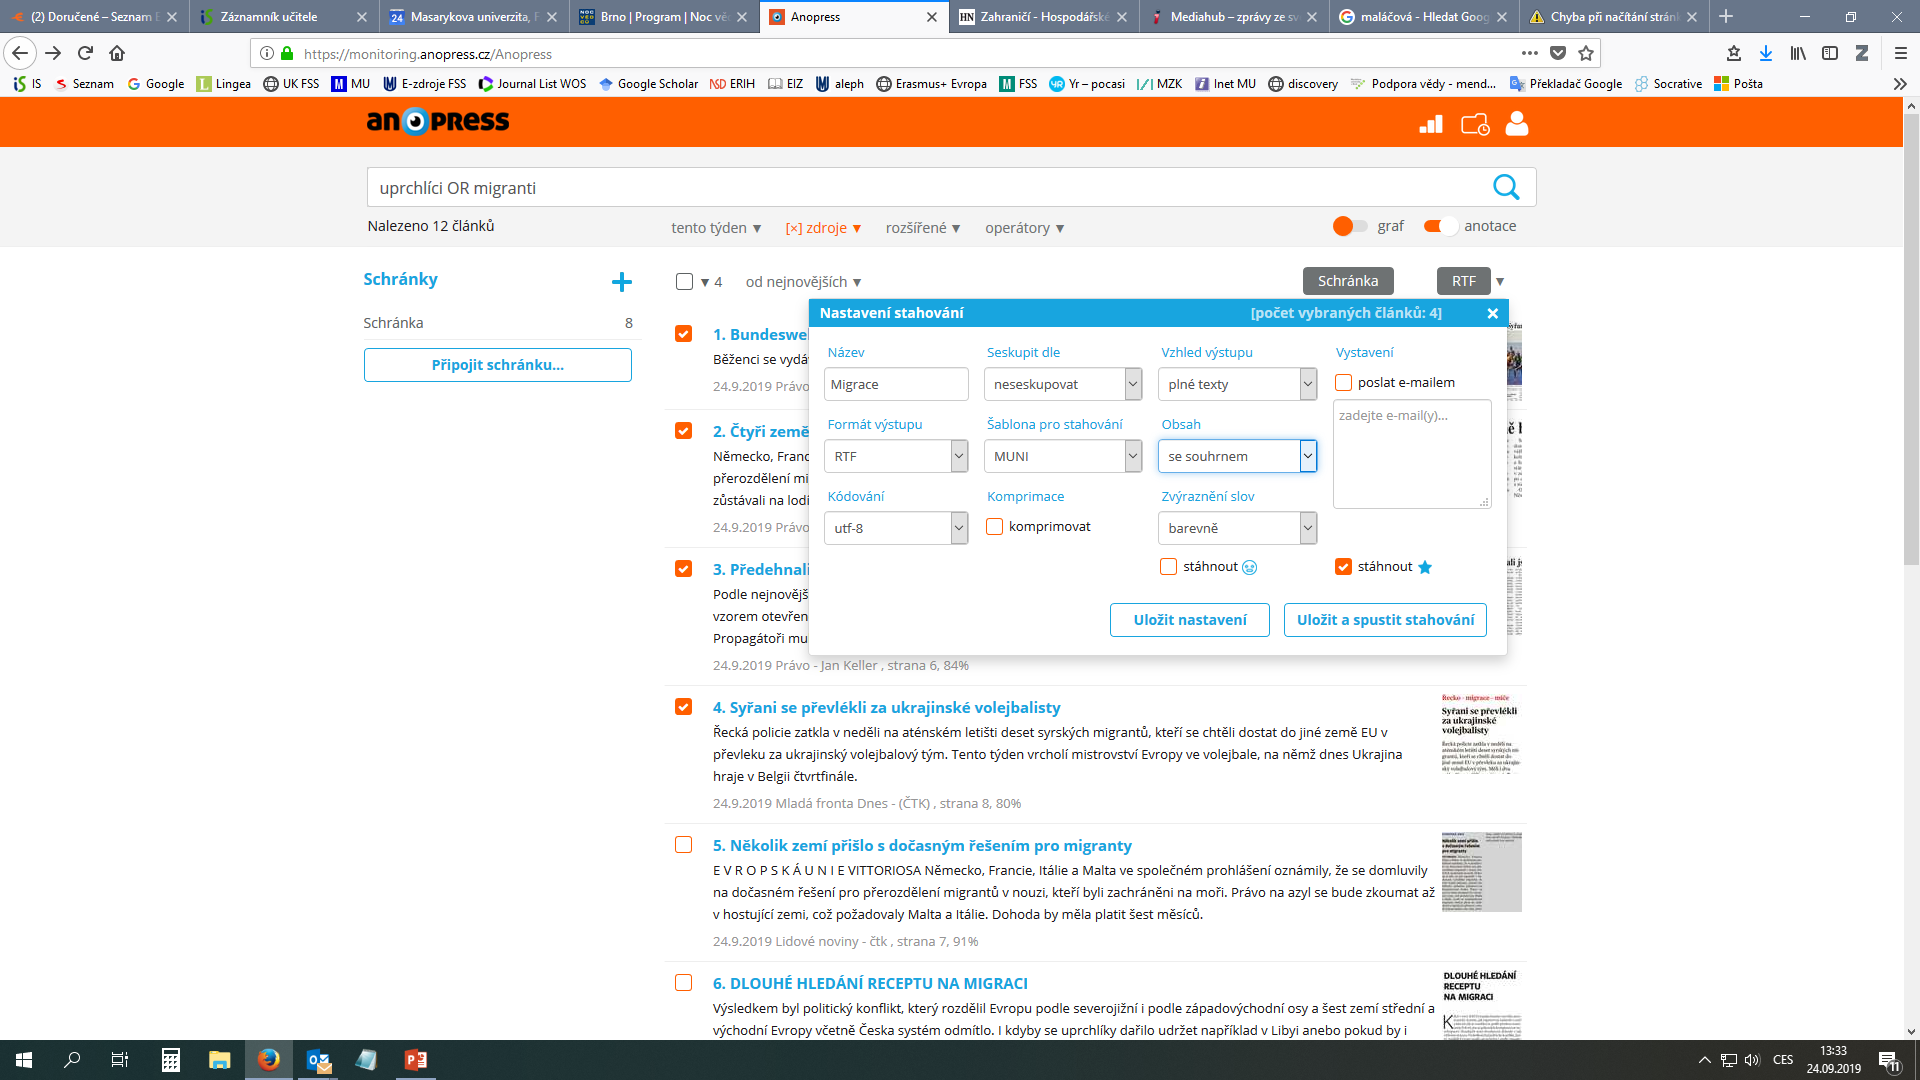 (2) Doručené – Seznam E
Záznamník učitele
Masarykova univerzita, F
Brno | Program | Noc věd
Anopress
Zahraničí - Hospodářské
Mediahub – zprávy ze sv
maláčová - Hledat Goog
Chyba při načítání stránk
https://monitoring.anopress.cz/Anopress
IS Seznam Google Lingea UK FSS MU E-zdroje FSS Journal List WOS Google Scholar ERIH EIZ aleph Erasmus+ Evropa FSS Yr – pocasi MZK Inet MU discovery Podpora vědy - mend... Překladač Google Socrative Pošta
anopress
uprchlíci OR migranti
Nalezeno 12 článků
tento týden ▼ [×] zdroje ▼ rozšířené ▼ operátory ▼
graf anotace
Schránky
Schránka 8
Připojit schránku...
▼ 4 od nejnovějších ▼
Schránka RTF ▼
Nastavení stahování [počet vybraných článků: 4]
Název Seskupit dle Vzhled výstupu Vystavení
Migrace neseskupovat plné texty poslat e-mailem
zadejte e-mail(y)...
Formát výstupu Šablona pro stahování Obsah
RTF MUNI se souhrnem
Kódování Komprimace Zvýraznění slov
utf-8 komprimovat barevně
stáhnout stáhnout
Uložit nastavení Uložit a spustit stahování
1. Bundeswe
Běženci se vydá
24.9.2019 Právo
2. Čtyři země
Německo, Franc
přerozdělení mi
zůstávali na lodi
24.9.2019 Právo
3. Předehnali
Podle nejnovějš
vzorem otevřen
Propagátoři mu
24.9.2019 Právo - Jan Keller , strana 6, 84%
4. Syřani se převlékli za ukrajinské volejbalisty
Řecká policie zatkla v neděli na aténském letišti deset syrských migrantů, kteří se chtěli dostat do jiné země EU v
převleku za ukrajinský volejbalový tým. Tento týden vrcholí mistrovství Evropy ve volejbale, na němž dnes Ukrajina
hraje v Belgii čtvrtfinále.
24.9.2019 Mladá fronta Dnes - (ČTK) , strana 8, 80%
Řecko - migrace - míče
Syřani se převlékli
za ukrajinské
volejbalisty
5. Několik zemí přišlo s dočasným řešením pro migranty
E V R O P S K Á U N I E VITTORIOSA Německo, Francie, Itálie a Malta ve společném prohlášení oznámily, že se domluvily
na dočasném řešení pro přerozdělení migrantů v nouzi, kteří byli zachráněni na moři. Právo na azyl se bude zkoumat až
v hostující zemi, což požadovaly Malta a Itálie. Dohoda by měla platit šest měsíců.
24.9.2019 Lidové noviny - čtk , strana 7, 91%
6. DLOUHÉ HLEDÁNÍ RECEPTU NA MIGRACI
Výsledkem byl politický konflikt, který rozdělil Evropu podle severojižní i podle západovýchodní osy a šest zemí střední a
východní Evropy včetně Česka systém odmítlo. I kdyby se uprchlíky dařilo udržet například v Libyi anebo pokud by i
DLOUHÉ HLEDÁNÍ
RECEPTU
NA MIGRACI
CES
13:33
24.09.2019
11